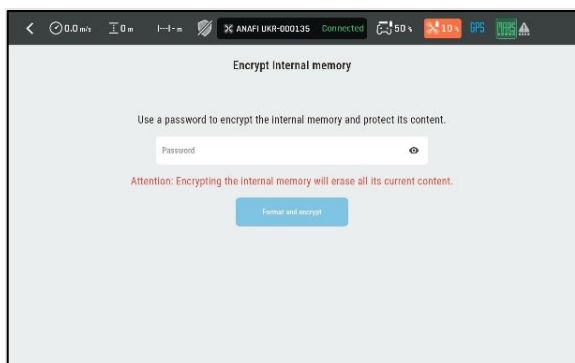 0.0 m/s 0 m - m ANAFI UKR-000135 Connected 50 % 10 % GPS
Encrypt Internal memory
Use a password to encrypt the internal memory and protect its content.
Password
Attention: Encrypting the internal memory will erase all its current content.
Format and encrypt